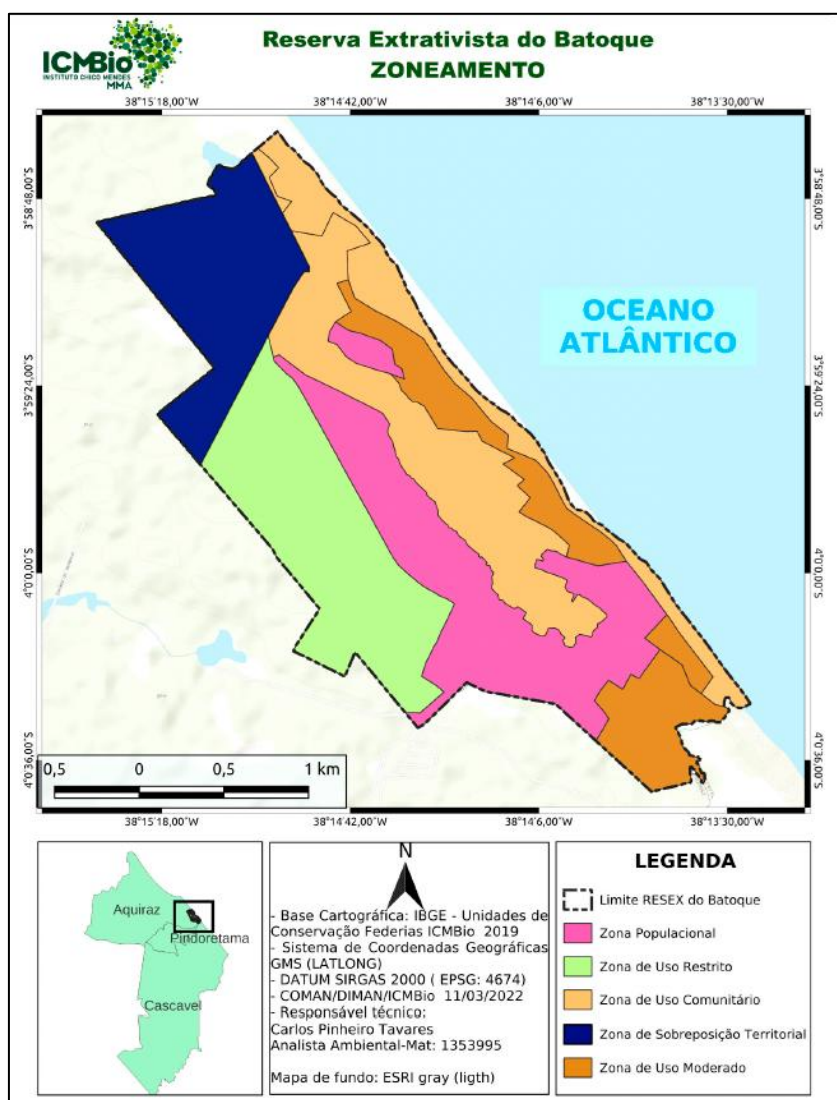 ICMBio
INSTITUTO CHICO MENDES
MMA
Reserva Extrativista do Batoque
ZONEAMENTO
38°15'18,00"W
38°14'42,00"W
38°14'6,00"W
38°13'30,00"W
3°58'48,00"S
3°58'48,00"S
OCEANO
ATLÂNTICO
3°59'24,00"S
3°59'24,00"S
4°0'0,00"S
4°0'0,00"S
4°0'36,00"S
4°0'36,00"S
0,5 0 0,5 1 km
38°15'18,00"W
38°14'42,00"W
38°14'6,00"W
38°13'30,00"W
Aquiraz
Pindoretama
Cascavel
N
- Base Cartográfica: IBGE - Unidades de
Conservação Federias ICMBio 2019
- Sistema de Coordenadas Geográficas
GMS (LATLONG)
- DATUM SIRGAS 2000 ( EPSG: 4674)
- COMAN/DIMAN/ICMBio 11/03/2022
- Responsável técnico:
Carlos Pinheiro Tavares
Analista Ambiental-Mat: 1353995
Mapa de fundo: ESRI gray (ligth)
LEGENDA
Limite RESEX do Batoque
Zona Populacional
Zona de Uso Restrito
Zona de Uso Comunitário
Zona de Sobreposição Territorial
Zona de Uso Moderado